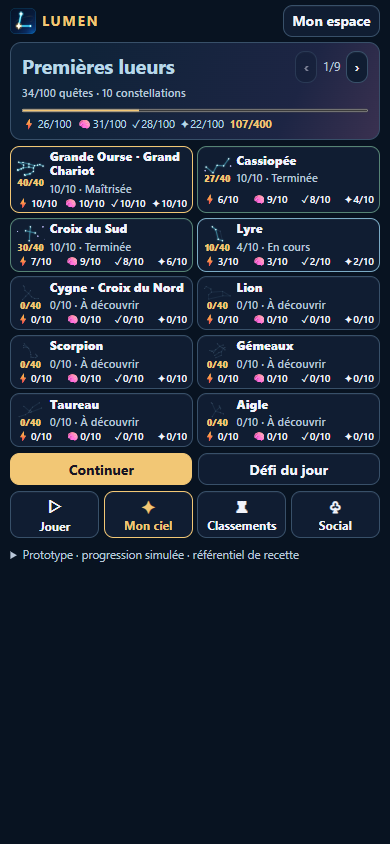 LUMEN
Mon espace
Premières lueurs
‹ 1/9 ›
34/100 quêtes · 10 constellations
26/100 31/100 ✓28/100 ✦22/100 107/400
Grande Ourse · Grand Chariot
40/40 10/10 · Maîtrisée
10/10 10/10 ✓10/10 ✦10/10
Cassiopée
27/40 10/10 · Terminée
6/10 9/10 ✓8/10 ✦4/10
Croix du Sud
30/40 10/10 · Terminée
7/10 9/10 ✓8/10 ✦6/10
Lyre
10/40 4/10 · En cours
3/10 3/10 ✓2/10 ✦2/10
Cygne · Croix du Nord
0/40 0/10 · À découvrir
0/10 0/10 ✓0/10 ✦0/10
Lion
0/40 0/10 · À découvrir
0/10 0/10 ✓0/10 ✦0/10
Scorpion
0/40 0/10 · À découvrir
0/10 0/10 ✓0/10 ✦0/10
Gémeaux
0/40 0/10 · À découvrir
0/10 0/10 ✓0/10 ✦0/10
Taureau
0/40 0/10 · À découvrir
0/10 0/10 ✓0/10 ✦0/10
Aigle
0/40 0/10 · À découvrir
0/10 0/10 ✓0/10 ✦0/10
Continuer
Défi du jour
Jouer
Mon ciel
Classements
Social
Prototype · progression simulée · référentiel de recette